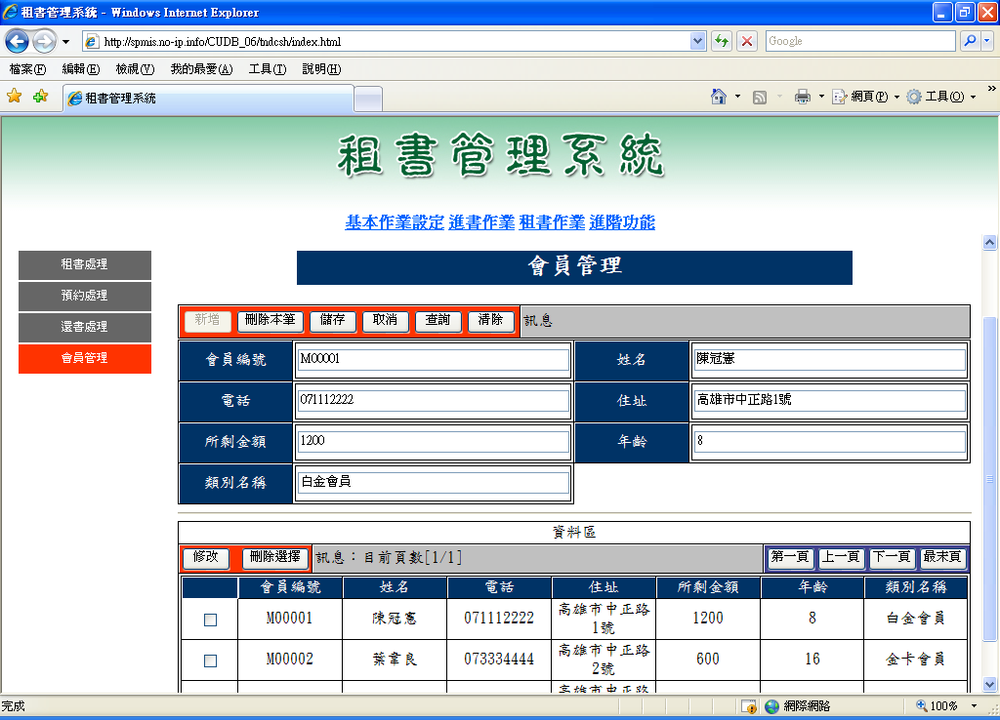 租書管理系統 - Windows Internet Explorer
http://spmis.no-ip.info/CUDB_06/tndcsh/index.html
Google
檔案(F) 編輯(E) 檢視(V) 我的最愛(A) 工具(T) 說明(H)
租書管理系統
網頁(P) 工具(O) »
租書管理系統
基本作業設定 進書作業 租書作業 進階功能
租書處理
預約處理
還書處理
會員管理
會員管理
新增 刪除本筆 儲存 取消 查詢 清除 訊息
會員編號 M00001 姓名 陳冠憲
電話 071112222 住址 高雄市中正路1號
所剩金額 1200 年齡 8
類別名稱 白金會員
資料區
修改 刪除選擇 訊息：目前頁數[1/1] 第一頁 上一頁 下一頁 最末頁
會員編號 姓名 電話 住址 所剩金額 年齡 類別名稱
M00001 陳冠憲 071112222 高雄市中正路1號 1200 8 白金會員
M00002 葉韋良 073334444 高雄市中正路2號 600 16 金卡會員
高雄市中正路
完成 網際網路 100%